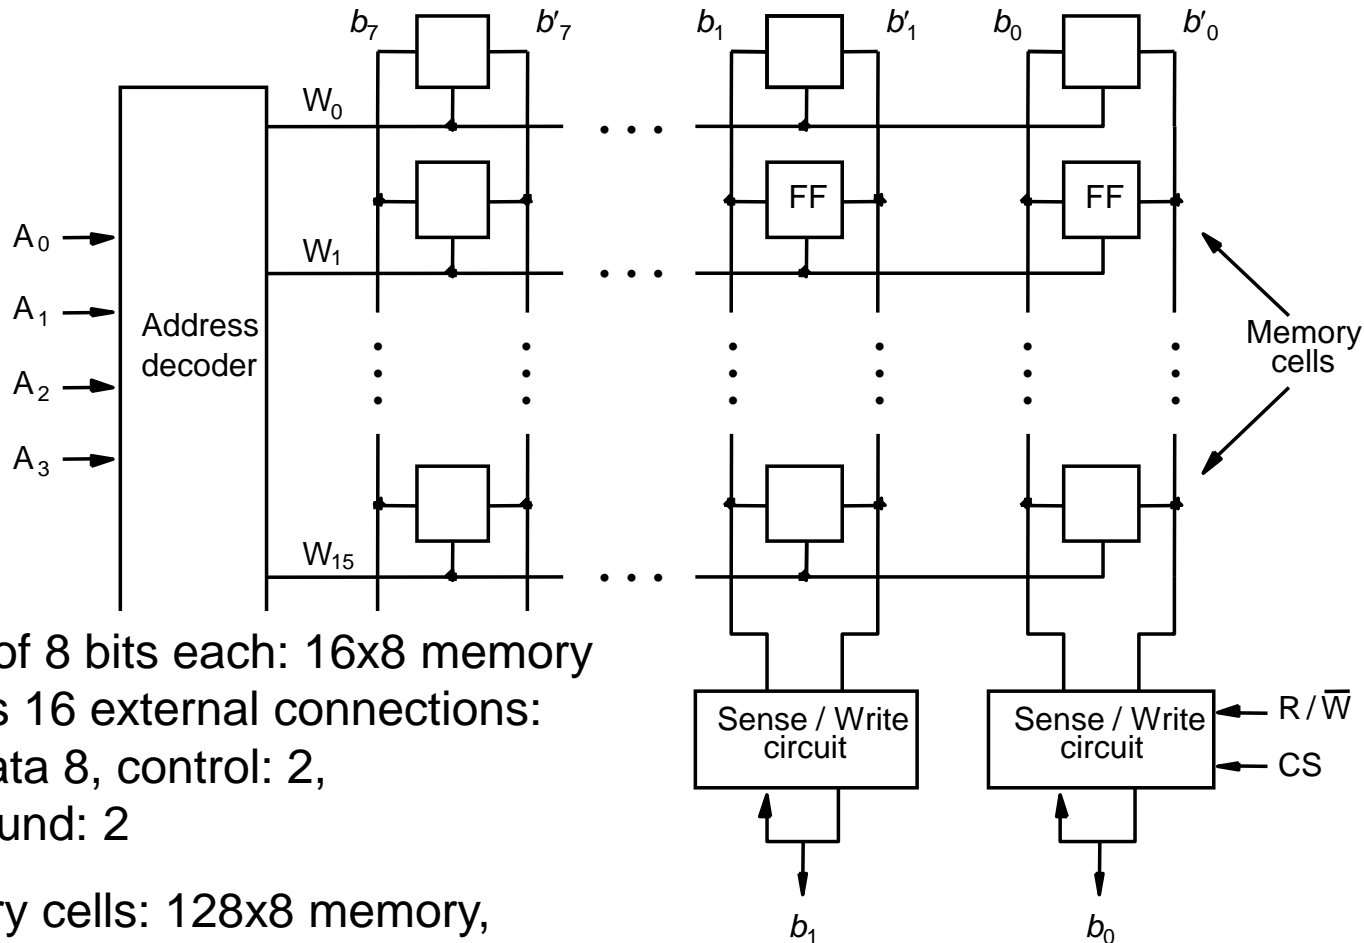 b₇ b′₇ b₁ b′₁ b₀ b′₀
W₀
FF FF
A₀
W₁
A₁
Address
decoder
Memory
cells
A₂
A₃
W₁₅
of 8 bits each: 16x8 memory
s 16 external connections:
ata 8, control: 2,
und: 2
ry cells: 128x8 memory,
Sense / Write
circuit
Sense / Write
circuit
R / W̅
CS
b₁ b₀